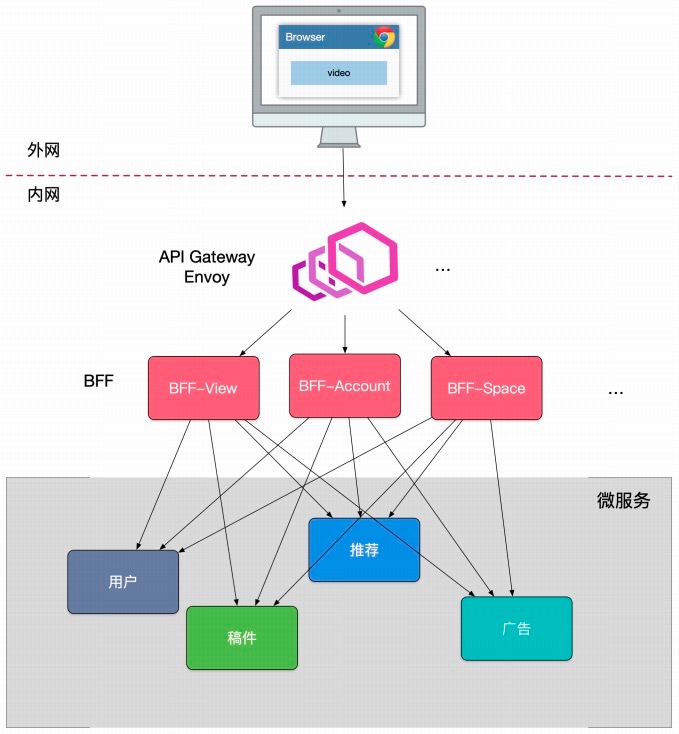 Browser
video
外网
内网
API Gateway
Envoy
...
BFF
BFF-View
BFF-Account
BFF-Space
...
微服务
推荐
用户
稿件
广告